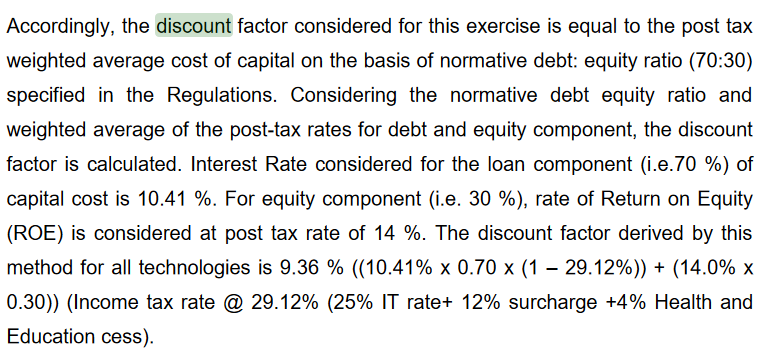 Accordingly, the discount factor considered for this exercise is equal to the post tax
weighted average cost of capital on the basis of normative debt: equity ratio (70:30)
specified in the Regulations. Considering the normative debt equity ratio and
weighted average of the post-tax rates for debt and equity component, the discount
factor is calculated. Interest Rate considered for the loan component (i.e.70 %) of
capital cost is 10.41 %. For equity component (i.e. 30 %), rate of Return on Equity
(ROE) is considered at post tax rate of 14 %. The discount factor derived by this
method for all technologies is 9.36 % ((10.41% x 0.70 x (1 – 29.12%)) + (14.0% x
0.30)) (Income tax rate @ 29.12% (25% IT rate+ 12% surcharge +4% Health and
Education cess).